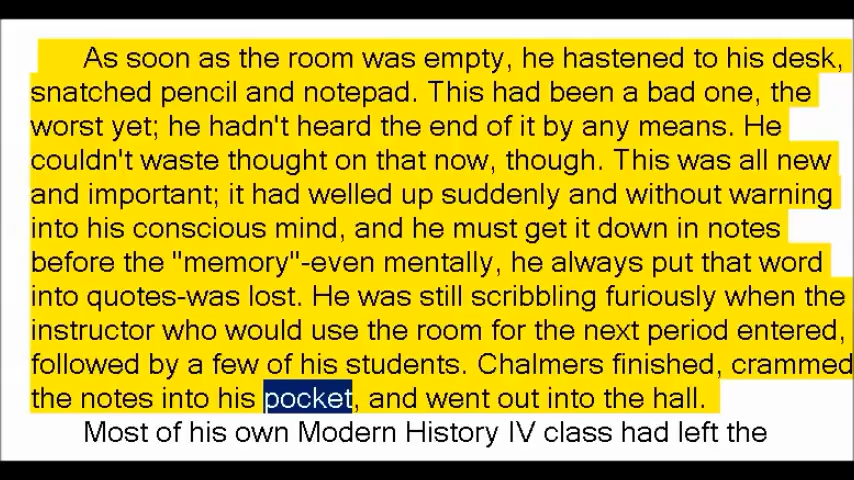 As soon as the room was empty, he hastened to his desk,
snatched pencil and notepad. This had been a bad one, the
worst yet; he hadn't heard the end of it by any means. He
couldn't waste thought on that now, though. This was all new
and important; it had welled up suddenly and without warning
into his conscious mind, and he must get it down in notes
before the "memory"-even mentally, he always put that word
into quotes-was lost. He was still scribbling furiously when the
instructor who would use the room for the next period entered,
followed by a few of his students. Chalmers finished, crammed
the notes into his pocket, and went out into the hall.
Most of his own Modern History IV class had left the